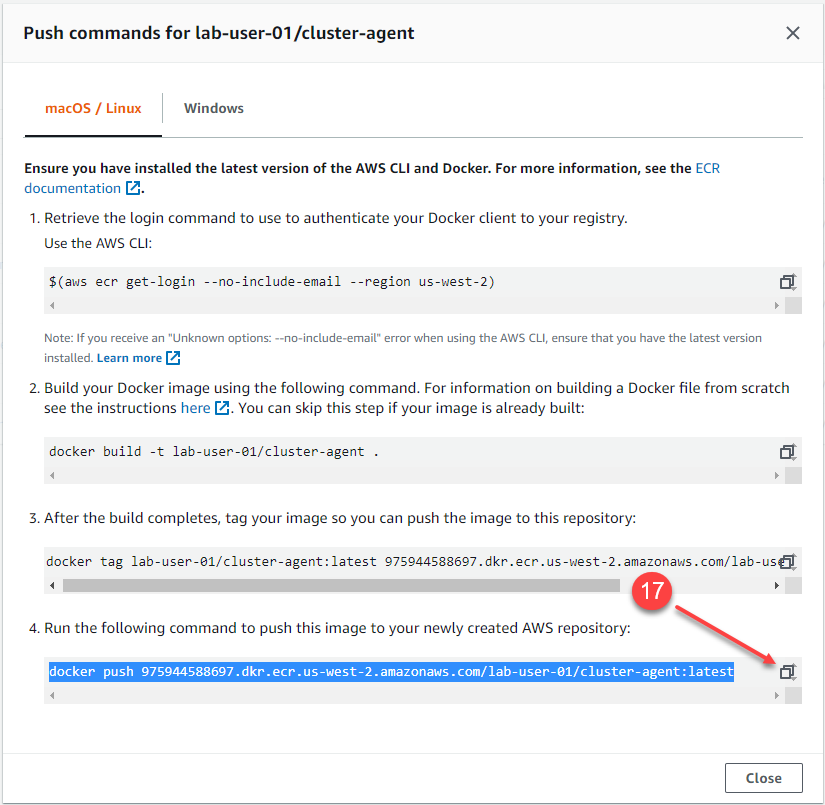 Push commands for lab-user-01/cluster-agent
macOS / Linux
Windows
Ensure you have installed the latest version of the AWS CLI and Docker. For more information, see the ECR
documentation.
1. Retrieve the login command to use to authenticate your Docker client to your registry.
Use the AWS CLI:
$(aws ecr get-login --no-include-email --region us-west-2)
Note: If you receive an "Unknown options: --no-include-email" error when using the AWS CLI, ensure that you have the latest version
installed. Learn more
2. Build your Docker image using the following command. For information on building a Docker file from scratch
see the instructions here. You can skip this step if your image is already built:
docker build -t lab-user-01/cluster-agent .
3. After the build completes, tag your image so you can push the image to this repository:
docker tag lab-user-01/cluster-agent:latest 975944588697.dkr.ecr.us-west-2.amazonaws.com/lab-use
17
4. Run the following command to push this image to your newly created AWS repository:
docker push 975944588697.dkr.ecr.us-west-2.amazonaws.com/lab-user-01/cluster-agent:latest
Close